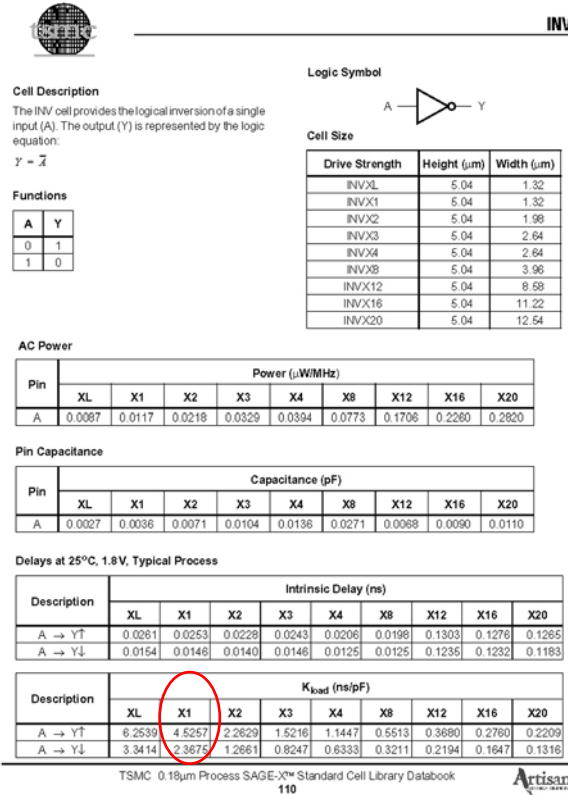 tsmc
INV
Cell Description
The INV cell provides the logical inversion of a single
input (A). The output (Y) is represented by the logic
equation:
Y = A̅
Functions
A Y
0 1
1 0
Logic Symbol
A Y
Cell Size
Drive Strength Height (μm) Width (μm)
INVXL 5.04 1.32
INVX1 5.04 1.32
INVX2 5.04 1.98
INVX3 5.04 2.64
INVX4 5.04 2.64
INVX8 5.04 3.96
INVX12 5.04 8.58
INVX16 5.04 11.22
INVX20 5.04 12.54
AC Power
Pin Power (μW/MHz)
XL X1 X2 X3 X4 X8 X12 X16 X20
A 0.0087 0.0117 0.0218 0.0329 0.0394 0.0773 0.1706 0.2260 0.2820
Pin Capacitance
Pin Capacitance (pF)
XL X1 X2 X3 X4 X8 X12 X16 X20
A 0.0027 0.0036 0.0071 0.0104 0.0136 0.0271 0.0068 0.0090 0.0110
Delays at 25°C, 1.8V, Typical Process
Description Intrinsic Delay (ns)
XL X1 X2 X3 X4 X8 X12 X16 X20
A → Y↑ 0.0261 0.0253 0.0228 0.0243 0.0206 0.0198 0.1303 0.1276 0.1265
A → Y↓ 0.0154 0.0146 0.0140 0.0146 0.0125 0.0125 0.1235 0.1232 0.1183
Description Kload (ns/pF)
XL X1 X2 X3 X4 X8 X12 X16 X20
A → Y↑ 6.2539 4.5257 2.2629 1.5216 1.1447 0.5513 0.3680 0.2760 0.2209
A → Y↓ 3.3414 2.3675 1.2661 0.8247 0.6333 0.3211 0.2194 0.1647 0.1316
TSMC 0.18μm Process SAGE-X™ Standard Cell Library Databook
110
Artisan